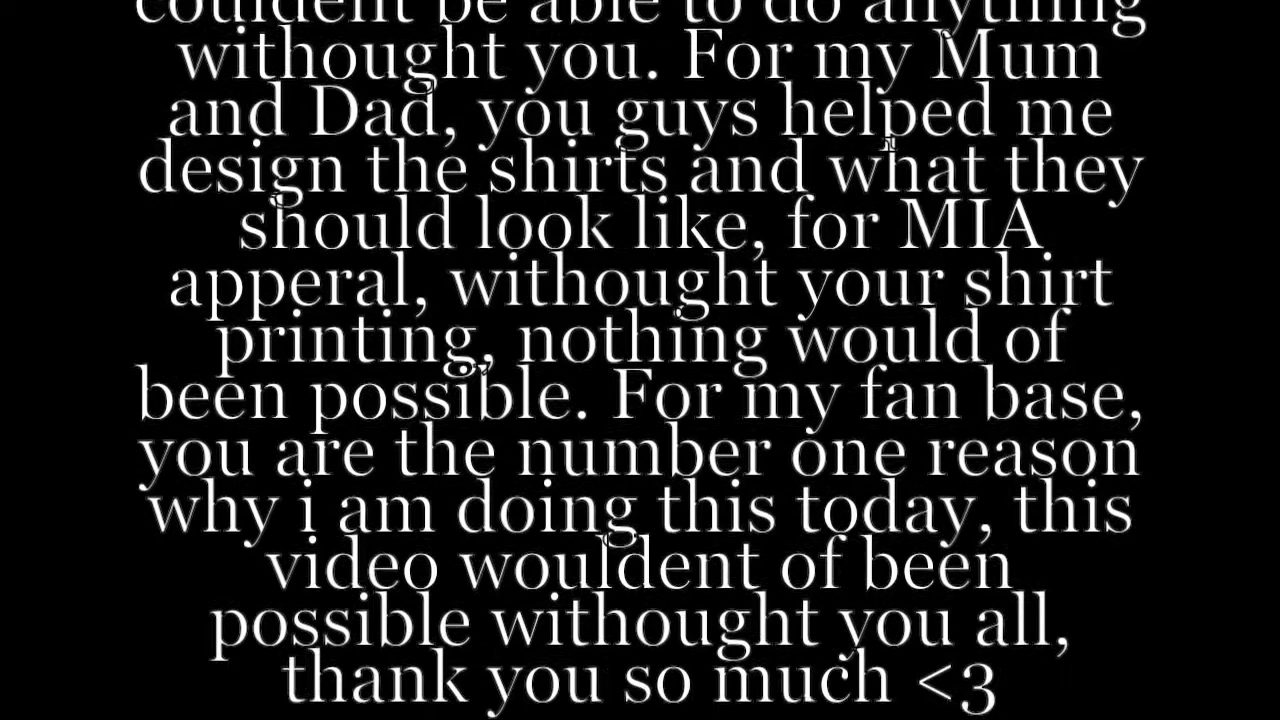 couldent be able to do anything
withought you. For my Mum
and Dad, you guys helped me
design the shirts and what they
should look like, for MIA
apperal, withought your shirt
printing, nothing would of
been possible. For my fan base,
you are the number one reason
why i am doing this today, this
video wouldent of been
possible withought you all,
thank you so much <3